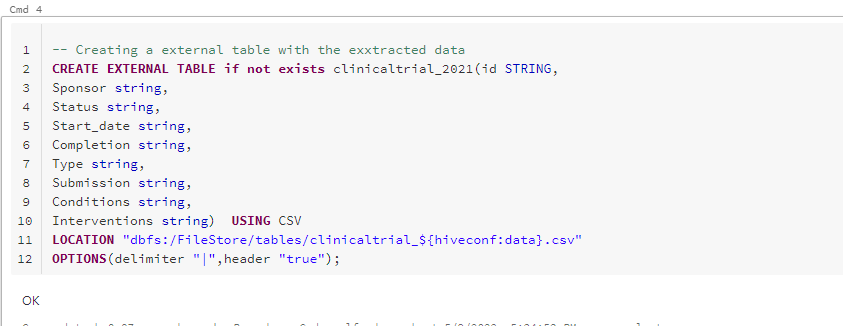 Cmd 4
1 -- Creating a external table with the exxtracted data
2 CREATE EXTERNAL TABLE if not exists clinicaltrial_2021(id STRING,
3 Sponsor string,
4 Status string,
5 Start_date string,
6 Completion string,
7 Type string,
8 Submission string,
9 Conditions string,
10 Interventions string)  USING CSV
11 LOCATION "dbfs:/FileStore/tables/clinicaltrial_${hiveconf:data}.csv"
12 OPTIONS(delimiter "|",header "true");
OK